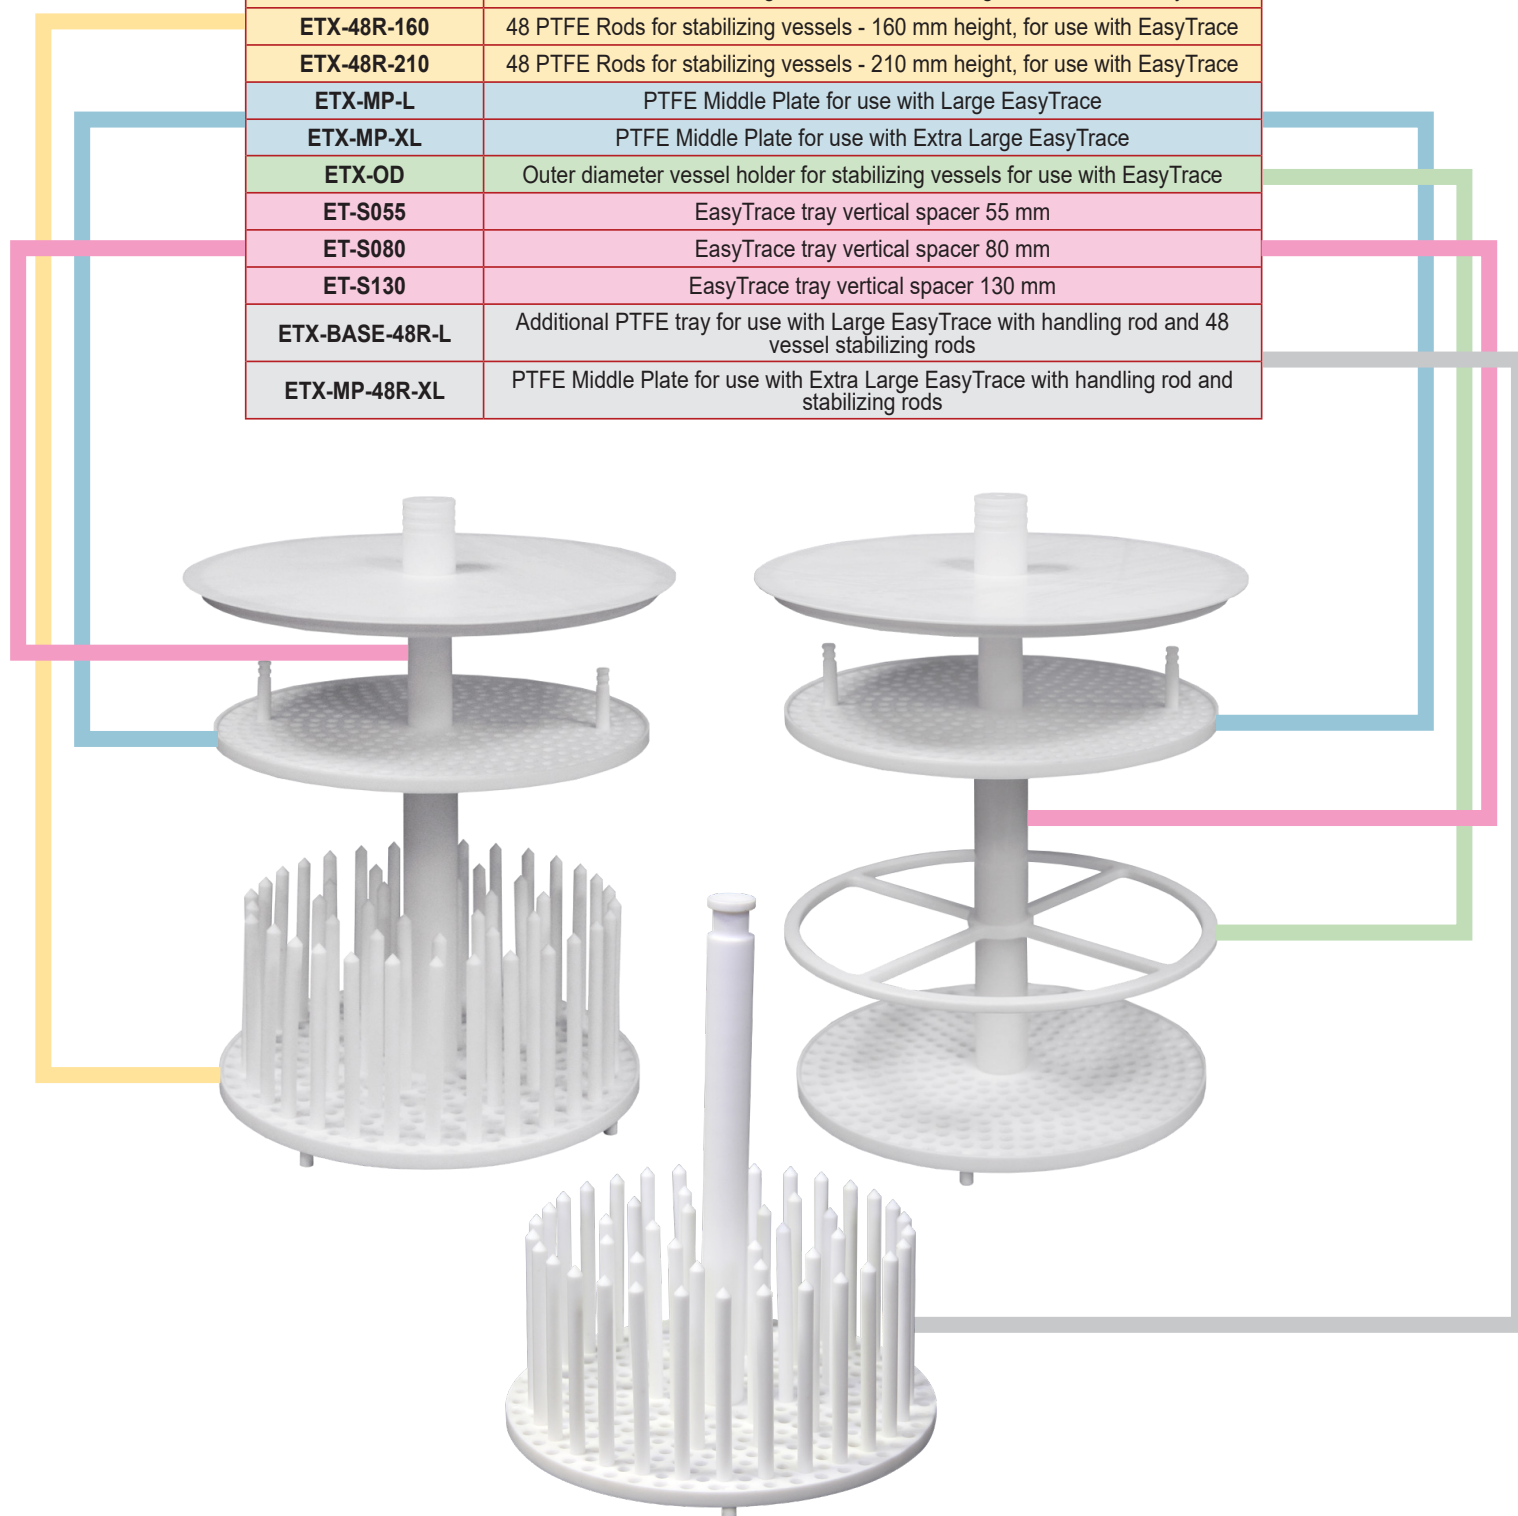 ETX-48R-160 48 PTFE Rods for stabilizing vessels - 160 mm height, for use with EasyTrace
ETX-48R-210 48 PTFE Rods for stabilizing vessels - 210 mm height, for use with EasyTrace
ETX-MP-L PTFE Middle Plate for use with Large EasyTrace
ETX-MP-XL PTFE Middle Plate for use with Extra Large EasyTrace
ETX-OD Outer diameter vessel holder for stabilizing vessels for use with EasyTrace
ET-S055 EasyTrace tray vertical spacer 55 mm
ET-S080 EasyTrace tray vertical spacer 80 mm
ET-S130 EasyTrace tray vertical spacer 130 mm
ETX-BASE-48R-L Additional PTFE tray for use with Large EasyTrace with handling rod and 48
vessel stabilizing rods
ETX-MP-48R-XL PTFE Middle Plate for use with Extra Large EasyTrace with handling rod and
stabilizing rods